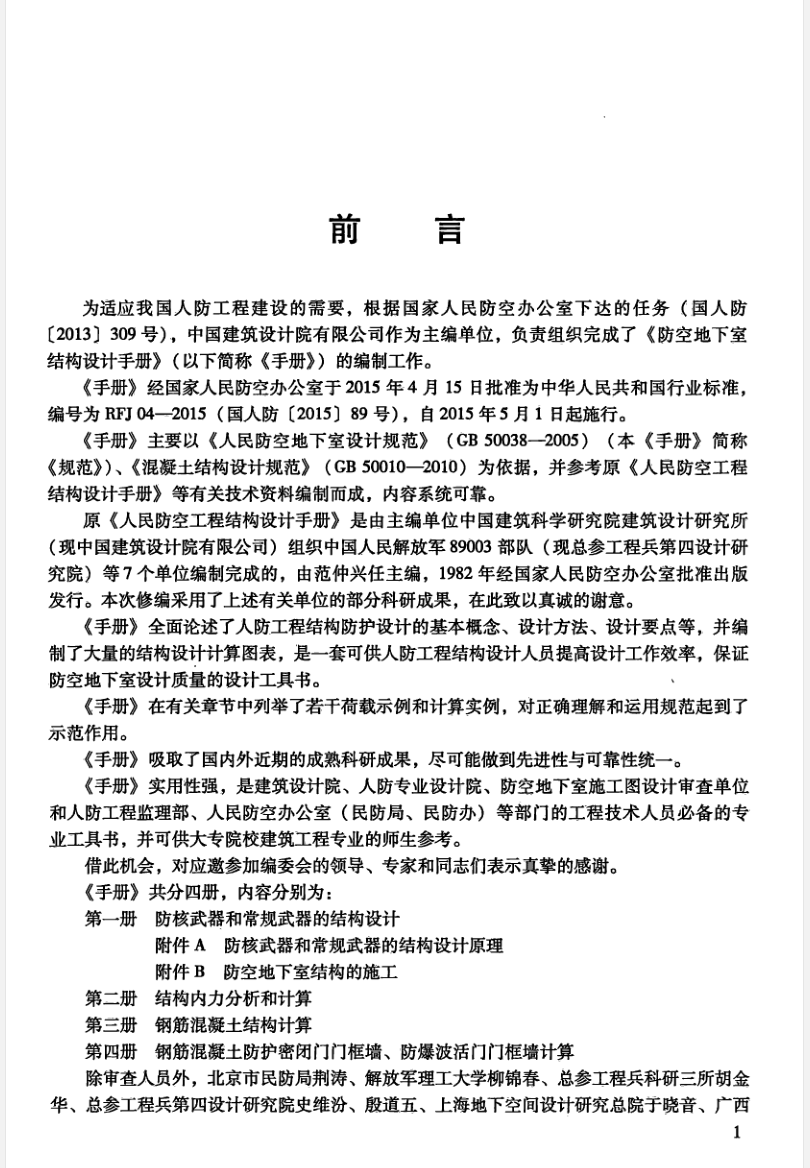 前 言
为适应我国人防工程建设的需要，根据国家人民防空办公室下达的任务（国人防
〔2013〕309 号），中国建筑设计院有限公司作为主编单位，负责组织完成了《防空地下室
结构设计手册》（以下简称《手册》）的编制工作。
《手册》经国家人民防空办公室于 2015 年 4 月 15 日批准为中华人民共和国行业标准，
编号为 RFJ 04—2015（国人防〔2015〕89 号），自 2015 年 5 月 1 日起施行。
《手册》主要以《人民防空地下室设计规范》（GB 50038—2005）（本《手册》简称
《规范》）、《混凝土结构设计规范》（GB 50010—2010）为依据，并参考原《人民防空工程
结构设计手册》等有关技术资料编制而成，内容系统可靠。
原《人民防空工程结构设计手册》是由主编单位中国建筑科学研究院建筑设计研究所
（现中国建筑设计院有限公司）组织中国人民解放军 89003 部队（现总参工程兵第四设计研
究院）等 7 个单位编制完成的，由范仲兴任主编，1982 年经国家人民防空办公室批准出版
发行。本次修编采用了上述有关单位的部分科研成果，在此致以真诚的谢意。
《手册》全面论述了人防工程结构防护设计的基本概念、设计方法、设计要点等，并编
制了大量的结构设计计算图表，是一套可供人防工程结构设计人员提高设计工作效率，保证
防空地下室设计质量的设计工具书。
《手册》在有关章节中列举了若干荷载示例和计算实例，对正确理解和运用规范起到了
示范作用。
《手册》吸取了国内外近期的成熟科研成果，尽可能做到先进性与可靠性统一。
《手册》实用性强，是建筑设计院、人防专业设计院、防空地下室施工图设计审查单位
和人防工程监理部、人民防空办公室（民防局、民防办）等部门的工程技术人员必备的专
业工具书，并可供大专院校建筑工程专业的师生参考。
借此机会，对应邀参加编委会的领导、专家和同志们表示真挚的感谢。
《手册》共分四册，内容分别为：
第一册 防核武器和常规武器的结构设计
附件 A 防核武器和常规武器的结构设计原理
附件 B 防空地下室结构的施工
第二册 结构内力分析和计算
第三册 钢筋混凝土结构计算
第四册 钢筋混凝土防护密闭门门框墙、防爆波活门门框墙计算
除审查人员外，北京市民防局荆涛、解放军理工大学柳锦春、总参工程兵科研三所胡金
华、总参工程兵第四设计研究院史维汾、殷道五、上海地下空间设计研究总院于晓音、广西
1